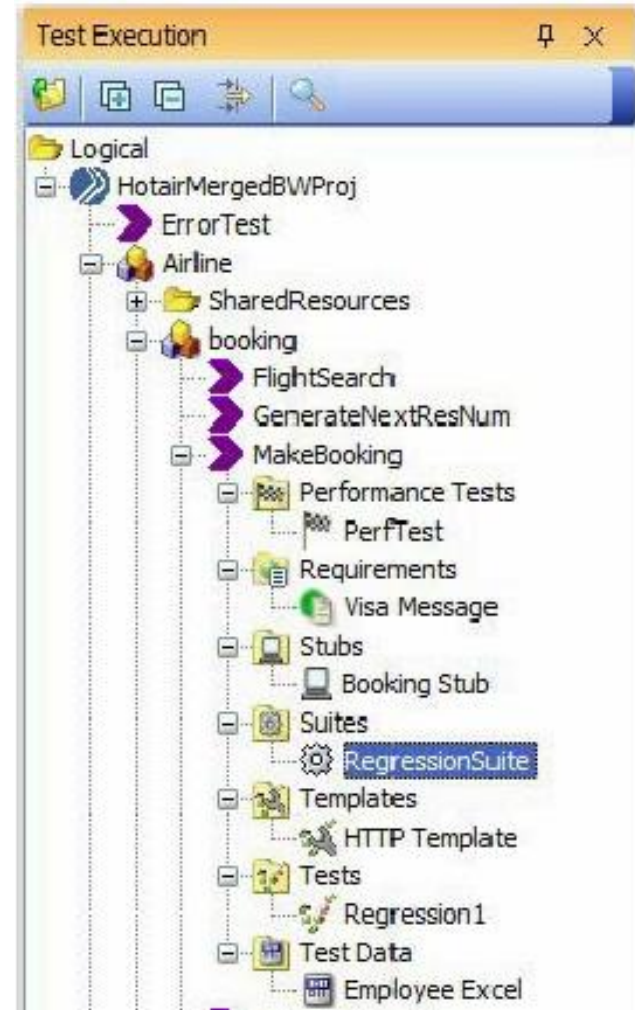 Test Execution
Logical
HotairMergedBWProj
ErrorTest
Airline
SharedResources
booking
FlightSearch
GenerateNextResNum
MakeBooking
Performance Tests
PerfTest
Requirements
Visa Message
Stubs
Booking Stub
Suites
RegressionSuite
Templates
HTTP Template
Tests
Regression1
Test Data
Employee Excel